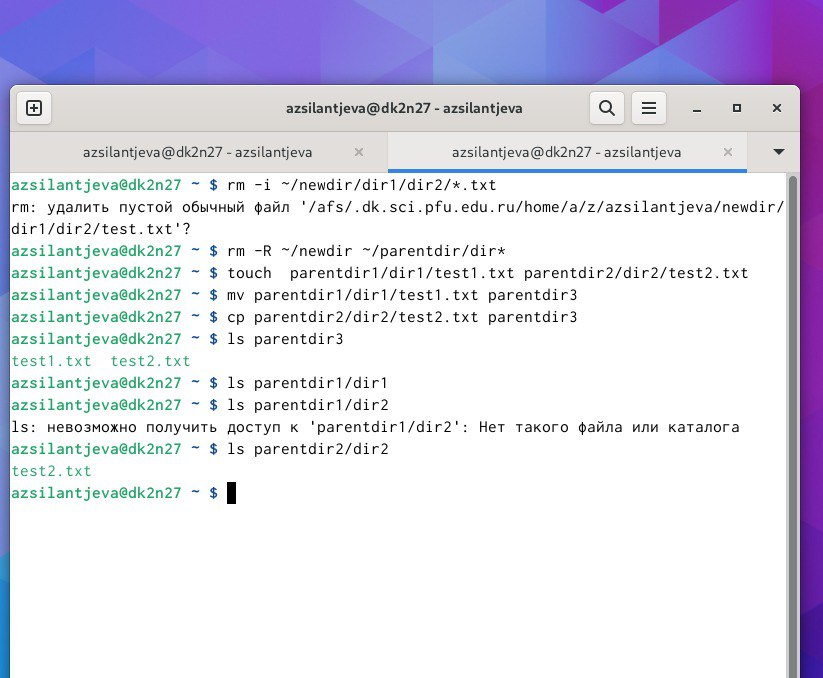 azsilantjeva@dk2n27 - azsilantjeva
azsilantjeva@dk2n27 - azsilantjeva
azsilantjeva@dk2n27 - azsilantjeva
azsilantjeva@dk2n27 ~ $ rm -i ~/newdir/dir1/dir2/*.txt
rm: удалить пустой обычный файл '/afs/.dk.sci.pfu.edu.ru/home/a/z/azsilantjeva/newdir/
dir1/dir2/test.txt'?
azsilantjeva@dk2n27 ~ $ rm -R ~/newdir ~/parentdir/dir*
azsilantjeva@dk2n27 ~ $ touch  parentdir1/dir1/test1.txt parentdir2/dir2/test2.txt
azsilantjeva@dk2n27 ~ $ mv parentdir1/dir1/test1.txt parentdir3
azsilantjeva@dk2n27 ~ $ cp parentdir2/dir2/test2.txt parentdir3
azsilantjeva@dk2n27 ~ $ ls parentdir3
test1.txt  test2.txt
azsilantjeva@dk2n27 ~ $ ls parentdir1/dir1
azsilantjeva@dk2n27 ~ $ ls parentdir1/dir2
ls: невозможно получить доступ к 'parentdir1/dir2': Нет такого файла или каталога
azsilantjeva@dk2n27 ~ $ ls parentdir2/dir2
test2.txt
azsilantjeva@dk2n27 ~ $